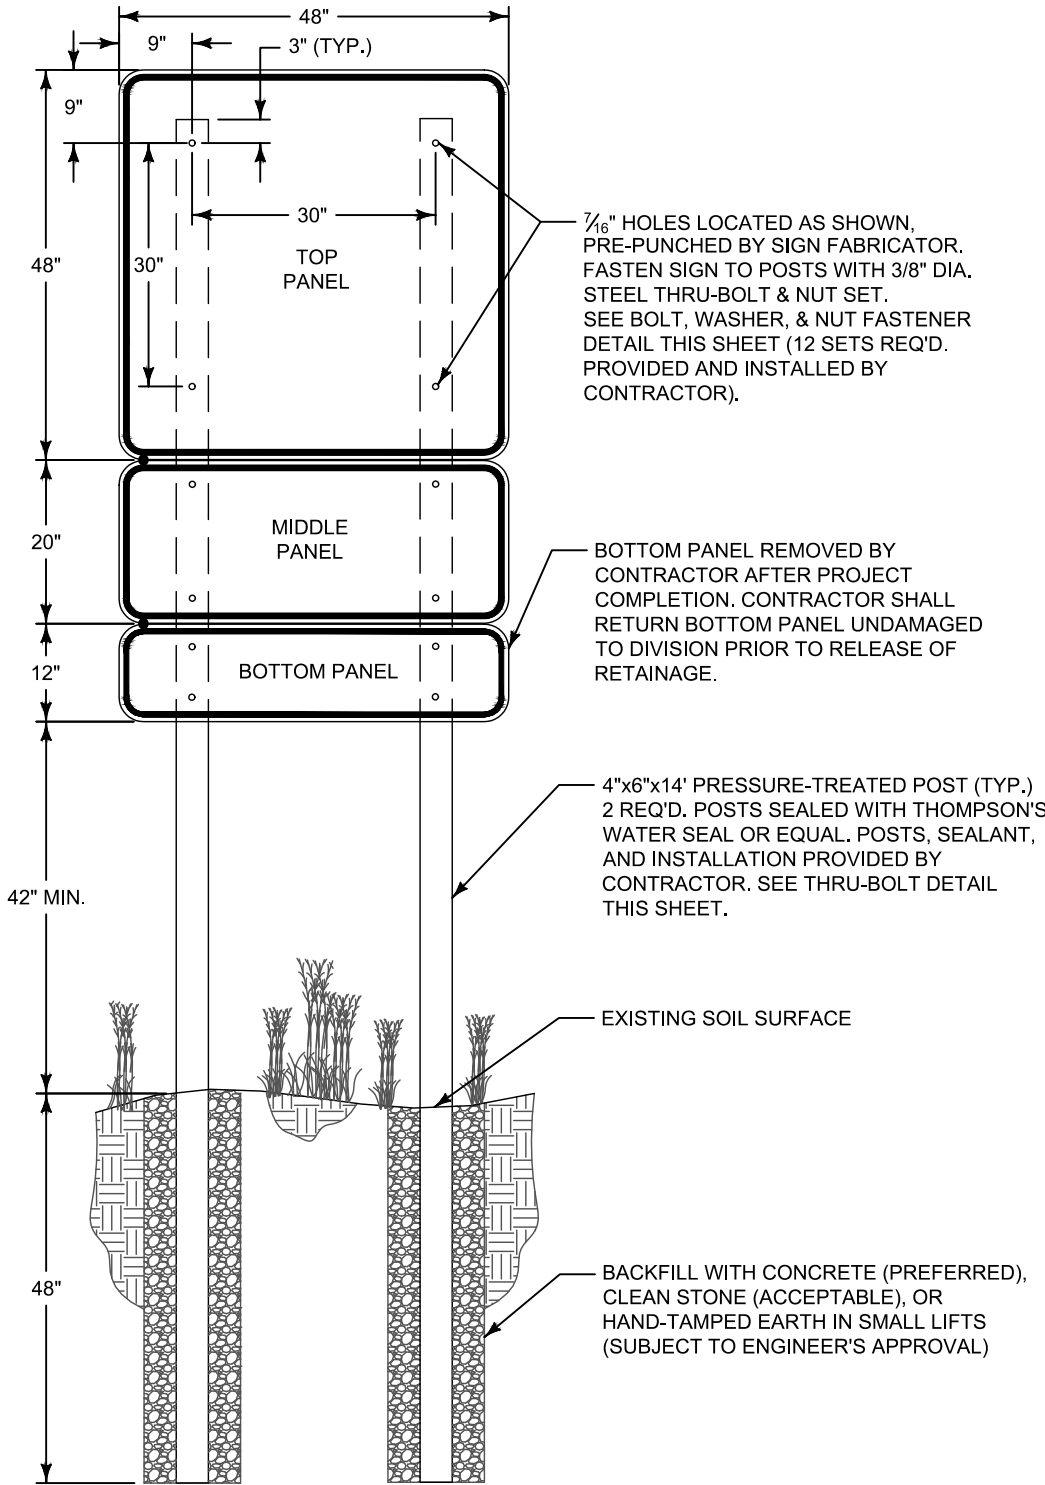 48"
9"
3" (TYP.)
9"
30"
48"
30"
TOP
PANEL
7/16" HOLES LOCATED AS SHOWN,
PRE-PUNCHED BY SIGN FABRICATOR.
FASTEN SIGN TO POSTS WITH 3/8" DIA.
STEEL THRU-BOLT & NUT SET.
SEE BOLT, WASHER, & NUT FASTENER
DETAIL THIS SHEET (12 SETS REQ'D.
PROVIDED AND INSTALLED BY
CONTRACTOR).
20"
MIDDLE
PANEL
BOTTOM PANEL REMOVED BY
CONTRACTOR AFTER PROJECT
COMPLETION. CONTRACTOR SHALL
RETURN BOTTOM PANEL UNDAMAGED
TO DIVISION PRIOR TO RELEASE OF
RETAINAGE.
12"
BOTTOM PANEL
4"x6"x14' PRESSURE-TREATED POST (TYP.)
2 REQ'D. POSTS SEALED WITH THOMPSON'S
WATER SEAL OR EQUAL. POSTS, SEALANT,
AND INSTALLATION PROVIDED BY
CONTRACTOR. SEE THRU-BOLT DETAIL
THIS SHEET.
42" MIN.
EXISTING SOIL SURFACE
48"
BACKFILL WITH CONCRETE (PREFERRED),
CLEAN STONE (ACCEPTABLE), OR
HAND-TAMPED EARTH IN SMALL LIFTS
(SUBJECT TO ENGINEER'S APPROVAL)